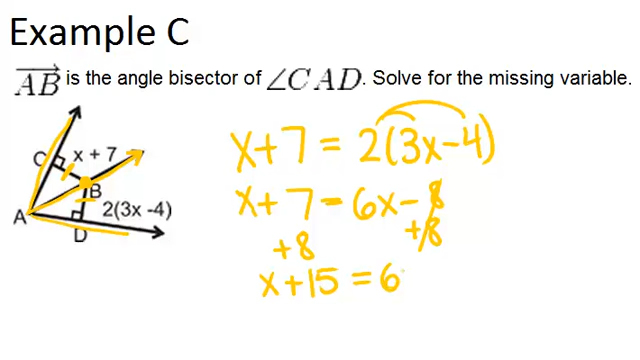 Example C
AB is the angle bisector of ∠CAD. Solve for the missing variable.
C x + 7
B
A 2(3x -4)
D
x+7 = 2(3x-4)
x+7 = 6x-8
+8 +8
x+15 = 6